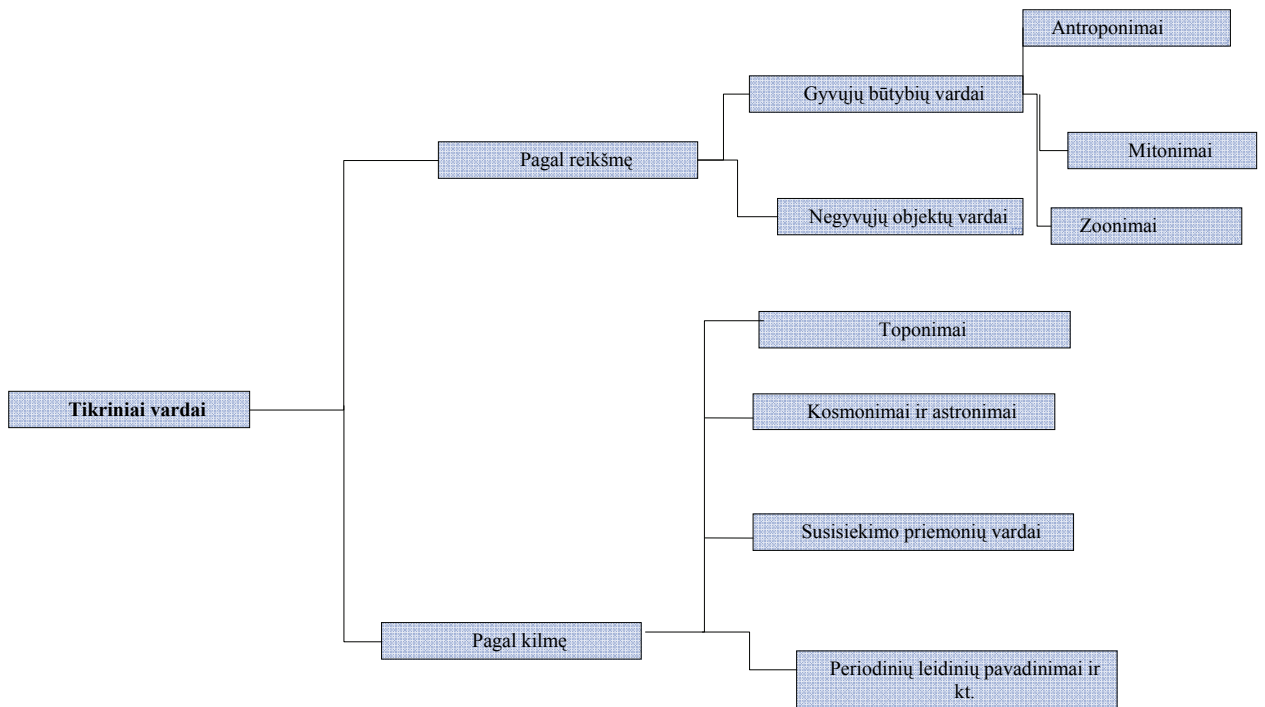 Antroponimai
Gyvųjų būtybių vardai
Mitonimai
Pagal reikšmę
Negyvųjų objektų vardai
Zoonimai
Toponimai
Tikriniai vardai
Kosmonimai ir astronimai
Susisiekimo priemonių vardai
Pagal kilmę
Periodinių leidinių pavadinimai ir
kt.